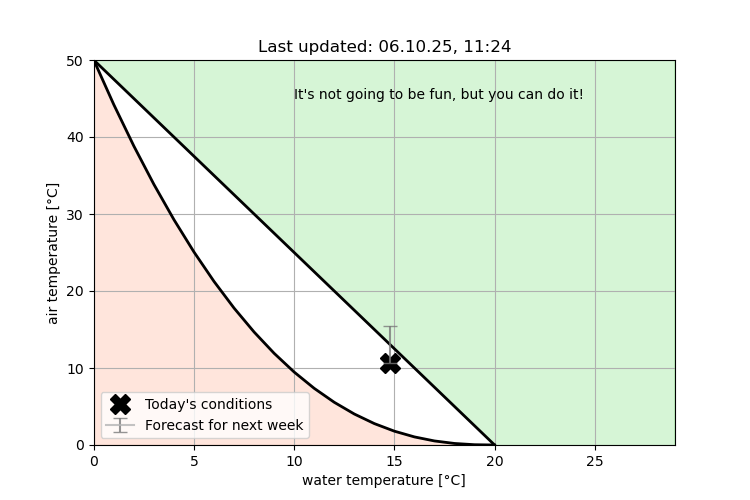 Last updated: 06.10.25, 11:24
It's not going to be fun, but you can do it!
50
40
30
20
10
0
air temperature [°C]
Today's conditions
Forecast for next week
0 5 10 15 20 25
water temperature [°C]